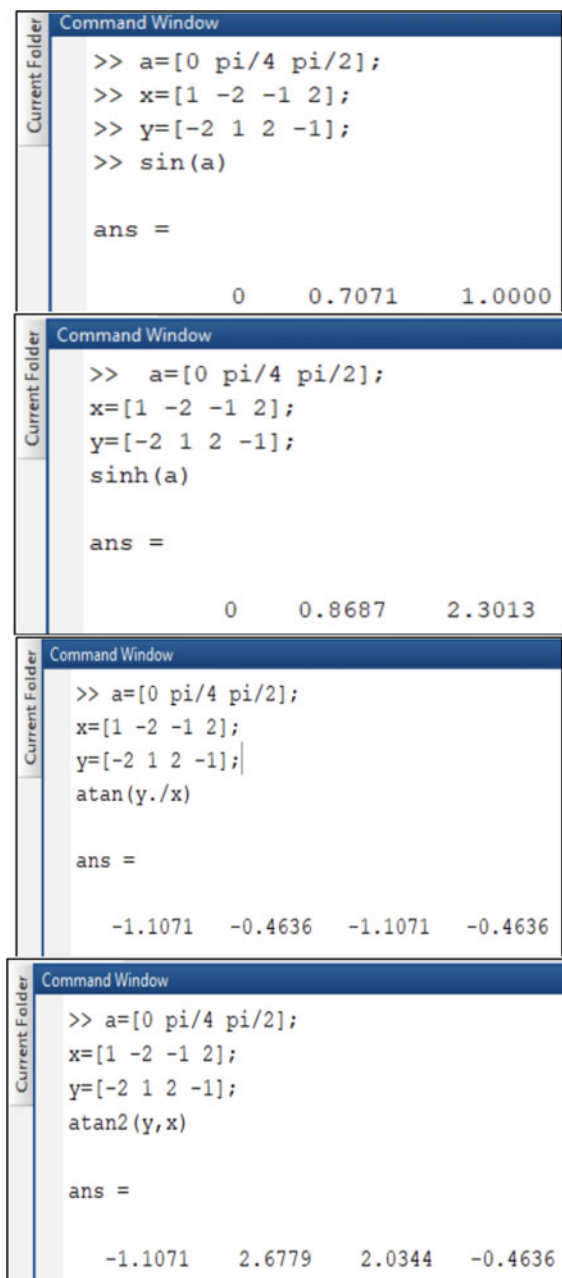 Current Folder
Command Window
>> a=[0 pi/4 pi/2];
>> x=[1 -2 -1 2];
>> y=[-2 1 2 -1];
>> sin(a)
ans =
0 0.7071 1.0000
Current Folder
Command Window
>> a=[0 pi/4 pi/2];
x=[1 -2 -1 2];
y=[-2 1 2 -1];
sinh(a)
ans =
0 0.8687 2.3013
Current Folder
Command Window
>> a=[0 pi/4 pi/2];
x=[1 -2 -1 2];
y=[-2 1 2 -1];
atan(y./x)
ans =
-1.1071 -0.4636 -1.1071 -0.4636
Current Folder
Command Window
>> a=[0 pi/4 pi/2];
x=[1 -2 -1 2];
y=[-2 1 2 -1];
atan2(y,x)
ans =
-1.1071 2.6779 2.0344 -0.4636